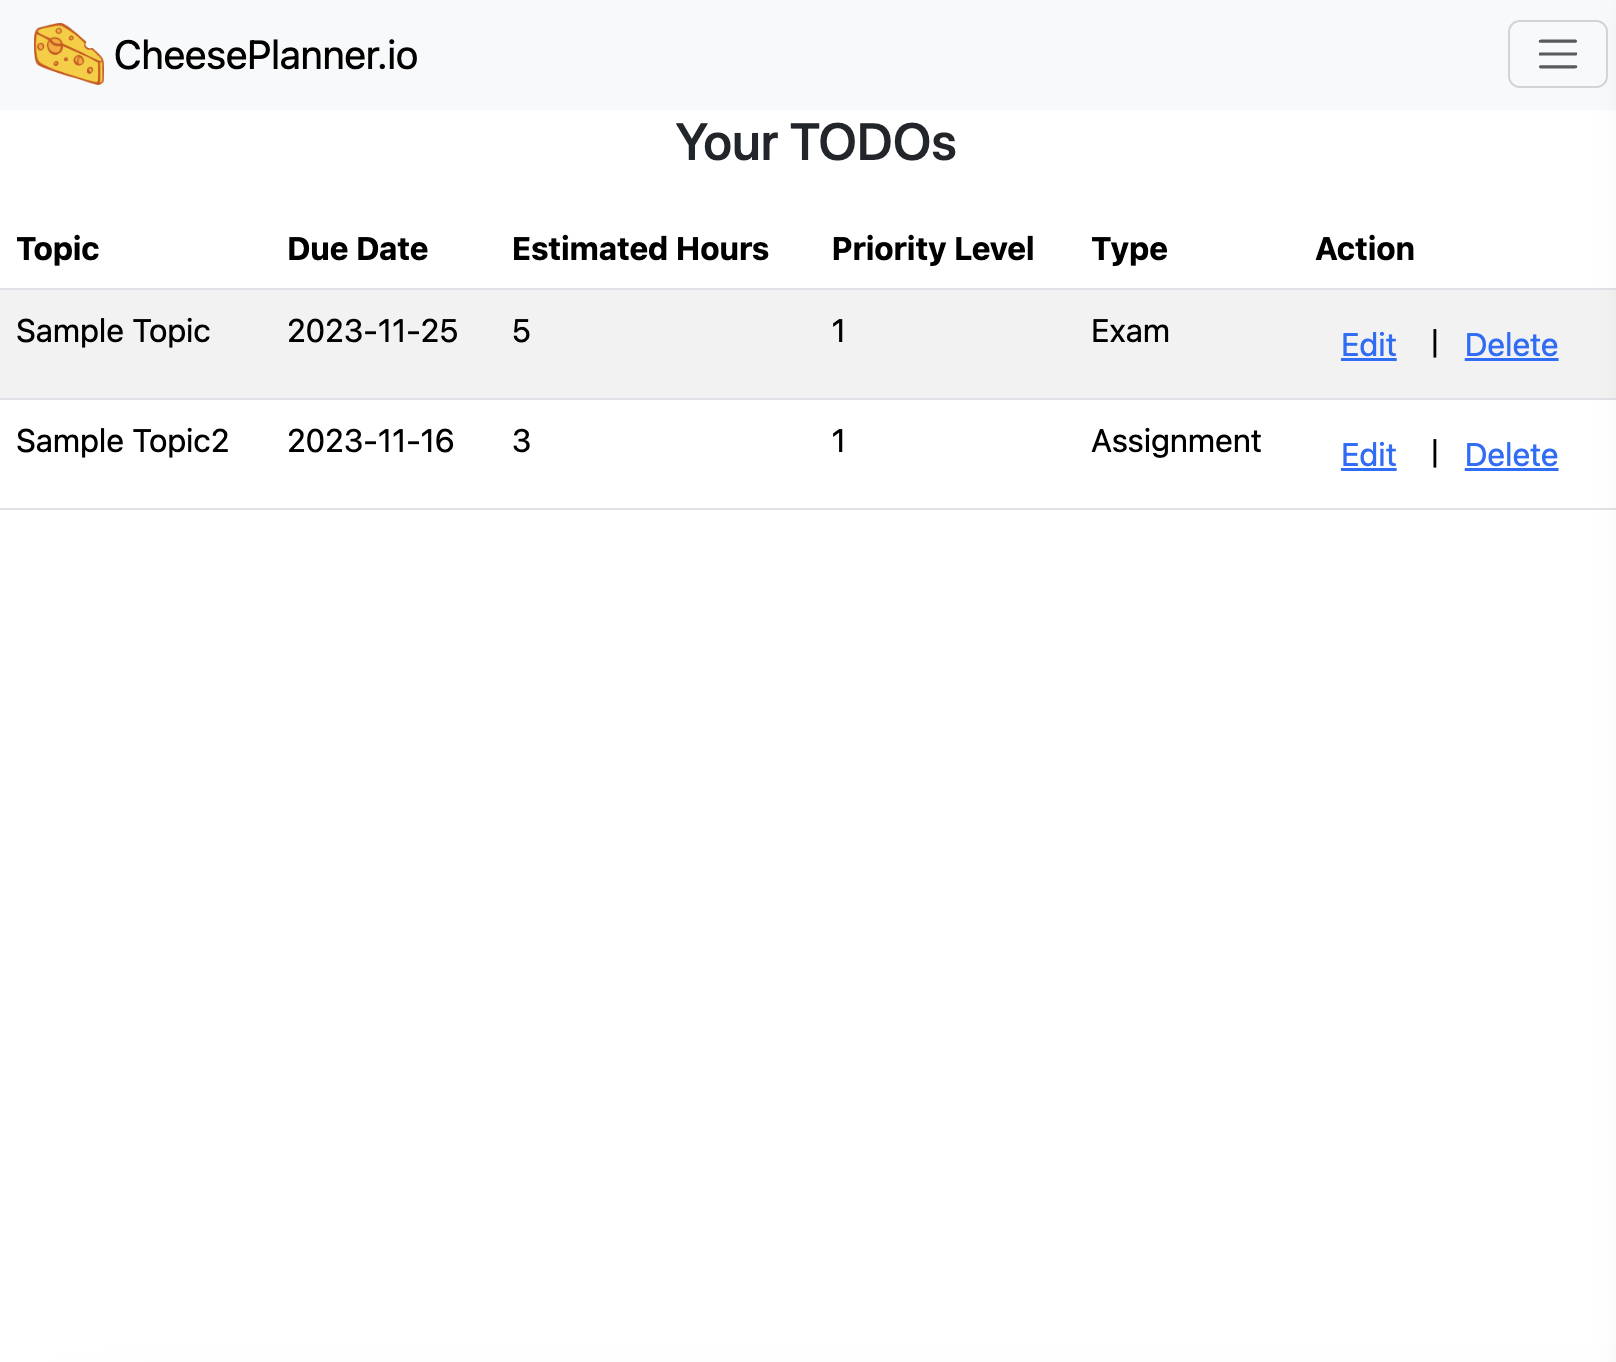 CheesePlanner.io
Your TODOs
Topic Due Date Estimated Hours Priority Level Type Action
Sample Topic 2023-11-25 5 1 Exam Edit | Delete
Sample Topic2 2023-11-16 3 1 Assignment Edit | Delete